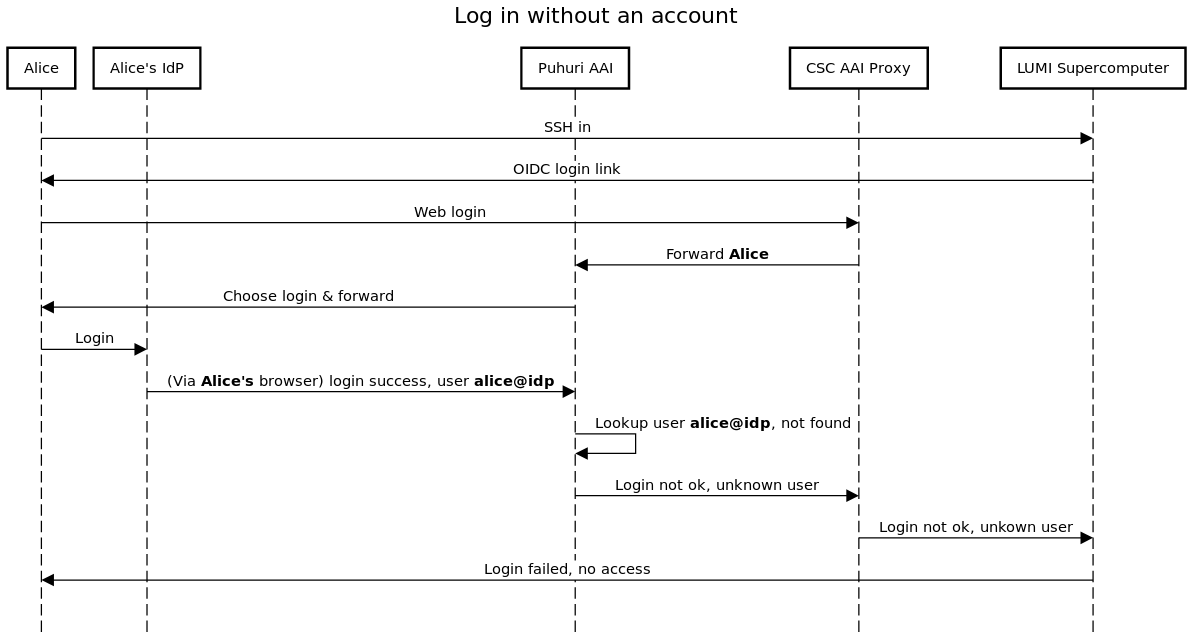 Log in without an account
Alice
Alice's IdP
Puhuri AAI
CSC AAI Proxy
LUMI Supercomputer
SSH in
OIDC login link
Web login
Forward Alice
Choose login & forward
Login
(Via Alice's browser) login success, user alice@idp
Lookup user alice@idp, not found
Login not ok, unknown user
Login not ok, unkown user
Login failed, no access